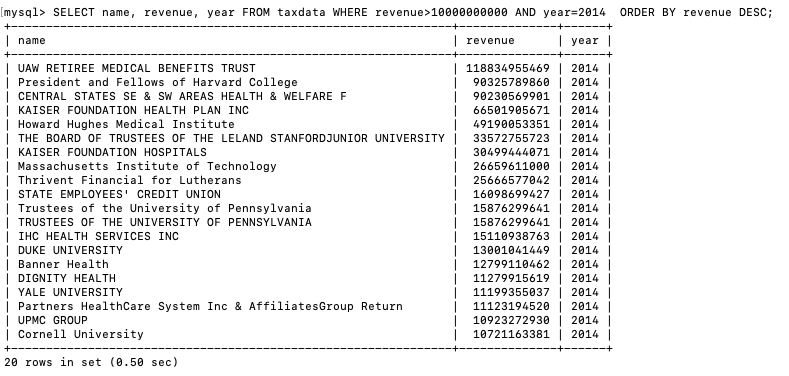 [mysql> SELECT name, revenue, year FROM taxdata WHERE revenue>10000000000 AND year=2014  ORDER BY revenue DESC;
| name | revenue | year |
| UAW RETIREE MEDICAL BENEFITS TRUST | 118834955469 | 2014 |
| President and Fellows of Harvard College | 90325789860 | 2014 |
| CENTRAL STATES SE & SW AREAS HEALTH & WELFARE F | 90230569901 | 2014 |
| KAISER FOUNDATION HEALTH PLAN INC | 66501905671 | 2014 |
| Howard Hughes Medical Institute | 49190053351 | 2014 |
| THE BOARD OF TRUSTEES OF THE LELAND STANFORDJUNIOR UNIVERSITY | 33572755723 | 2014 |
| KAISER FOUNDATION HOSPITALS | 30499444071 | 2014 |
| Massachusetts Institute of Technology | 26659611000 | 2014 |
| Thrivent Financial for Lutherans | 25666577042 | 2014 |
| STATE EMPLOYEES' CREDIT UNION | 16098699427 | 2014 |
| Trustees of the University of Pennsylvania | 15876299641 | 2014 |
| TRUSTEES OF THE UNIVERSITY OF PENNSYLVANIA | 15876299641 | 2014 |
| IHC HEALTH SERVICES INC | 15110938763 | 2014 |
| DUKE UNIVERSITY | 13001041449 | 2014 |
| Banner Health | 12799110462 | 2014 |
| DIGNITY HEALTH | 11279915619 | 2014 |
| YALE UNIVERSITY | 11199355037 | 2014 |
| Partners HealthCare System Inc & AffiliatesGroup Return | 11123194520 | 2014 |
| UPMC GROUP | 10923272930 | 2014 |
| Cornell University | 10721163381 | 2014 |
20 rows in set (0.50 sec)